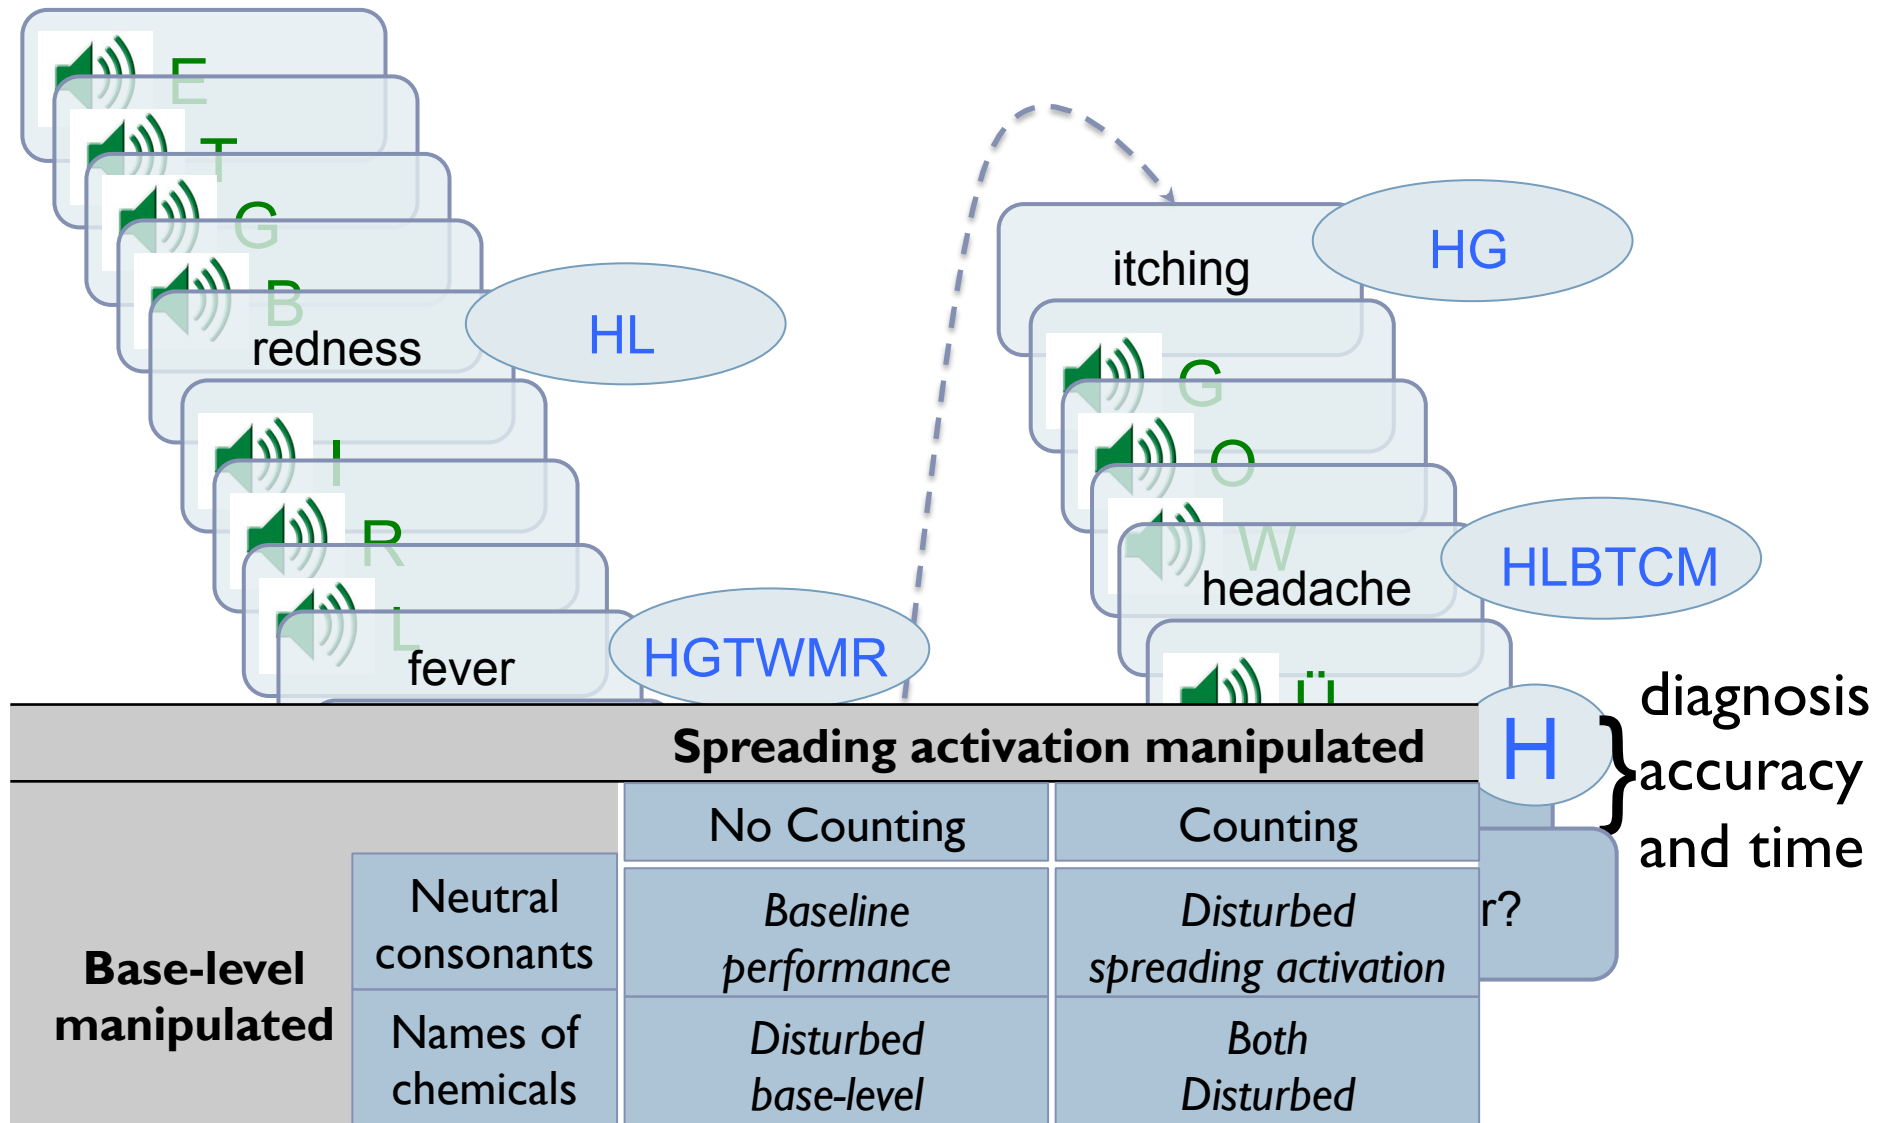 E
T
G
B
redness
HL
I
R
L
fever
HGTWMR
itching
HG
G
O
W
headache
HLBTCM
Ü
H
}
diagnosis
accuracy
and time
r?
Spreading activation manipulated
No Counting
Counting
Base-level
manipulated
Neutral
consonants
Baseline
performance
Disturbed
spreading activation
Names of
chemicals
Disturbed
base-level
Both
Disturbed